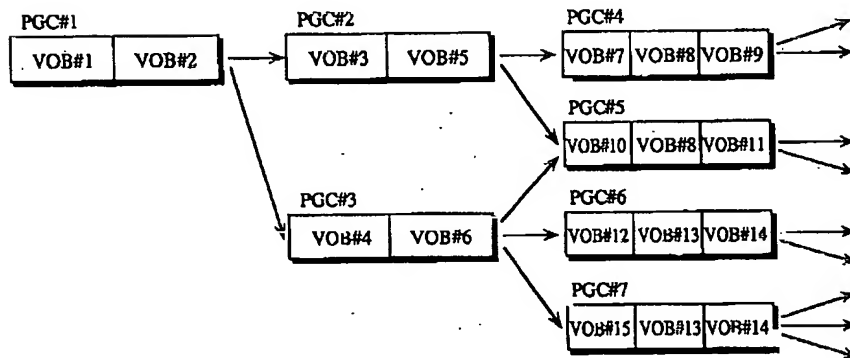 PGC#1
VOB#1 VOB#2
PGC#2
VOB#3 VOB#5
PGC#4
VOB#7 VOB#8 VOB#9
PGC#5
VOB#10 VOB#8 VOB#11
PGC#3
VOB#4 VOB#6
PGC#6
VOB#12 VOB#13 VOB#14
PGC#7
VOB#15 VOB#13 VOB#14